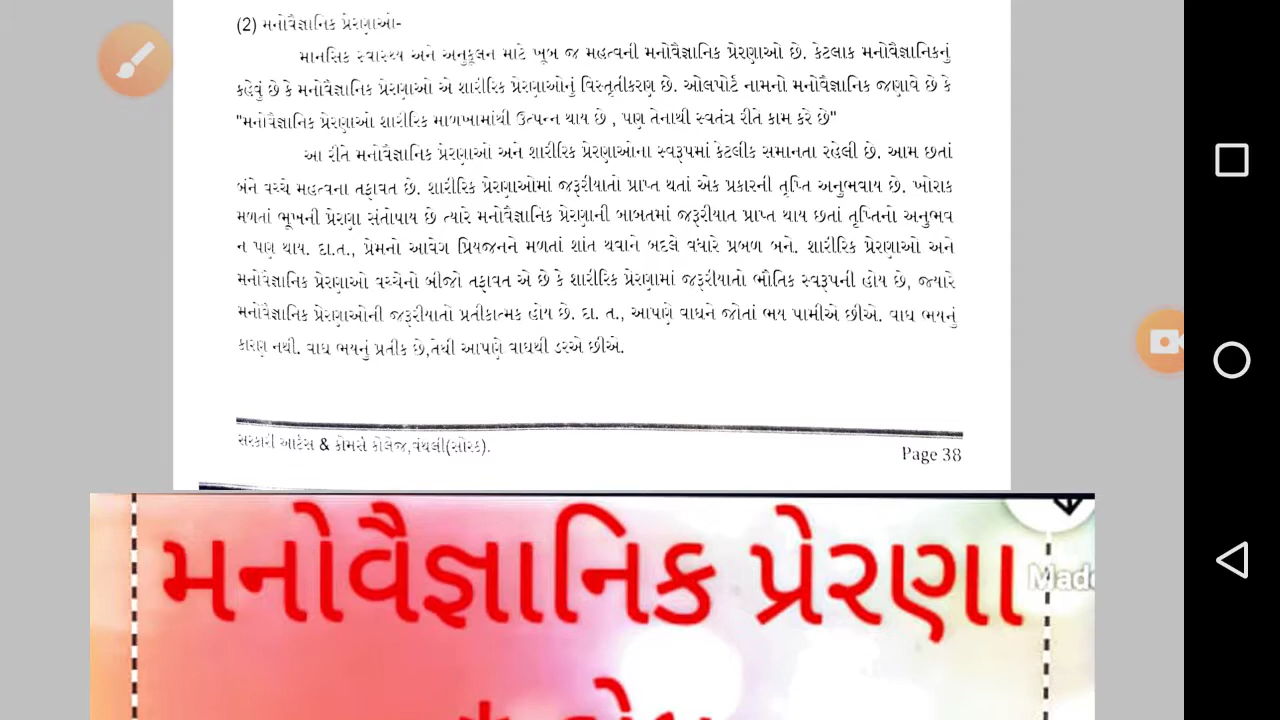 (2) મનોવૈજ્ઞાનિક પ્રેરણાઓ-
માનસિક સ્વાસ્થ્ય અને અનુકૂલન માટે ખૂબ જ મહત્વની મનોવૈજ્ઞાનિક પ્રેરણાઓ છે. કેટલાક મનોવૈજ્ઞાનિકનું
કહેવું છે કે મનોવૈજ્ઞાનિક પ્રેરણાઓ એ શારીરિક પ્રેરણાઓનું વિસ્તૃતીકરણ છે. ઓલપોર્ટ નામનો મનોવૈજ્ઞાનિક જણાવે છે કે
"મનોવૈજ્ઞાનિક પ્રેરણાઓ શારીરિક માળખામાંથી ઉત્પન્ન થાય છે , પણ તેનાથી સ્વતંત્ર રીતે કામ કરે છે"
આ રીતે મનોવૈજ્ઞાનિક પ્રેરણાઓ અને શારીરિક પ્રેરણાઓના સ્વરૂપમાં કેટલીક સમાનતા રહેલી છે. આમ છતાં
બંને વચ્ચે મહત્વના તફાવત છે. શારીરિક પ્રેરણાઓમાં જરૂરીયાતો પ્રાપ્ત થતાં એક પ્રકારની તૃપ્તિ અનુભવાય છે. ખોરાક
મળતાં ભૂખની પ્રેરણા સંતોપાય છે ત્યારે મનોવૈજ્ઞાનિક પ્રેરણાની બાબતમાં જરૂરીયાત પ્રાપ્ત થાય છતાં તૃપ્તિનો અનુભવ
ન પણ થાય. દા.ત., પ્રેમનો આવેગ પ્રિયજનને મળતાં શાંત થવાને બદલે વધારે પ્રબળ બને. શારીરિક પ્રેરણાઓ અને
મનોવૈજ્ઞાનિક પ્રેરણાઓ વચ્ચેનો બીજો તફાવત એ છે કે શારીરિક પ્રેરણામાં જરૂરીયાતો ભૌતિક સ્વરૂપની હોય છે, જ્યારે
મનોવૈજ્ઞાનિક પ્રેરણાઓની જરૂરીયાતો પ્રતીકાત્મક હોય છે. દા. ત., આપણે વાઘને જોતાં ભય પામીએ છીએ. વાઘ ભયનું
કારણ નથી. વાઘ ભયનું પ્રતીક છે,તેથી આપણે વાઘથી ડરએ છીએ.
સરકારી આર્ટસ & કોમર્સ કોલેજ,વંથલી(સોરઠ).
Page 38
મનોવૈજ્ઞાનિક પ્રેરણા